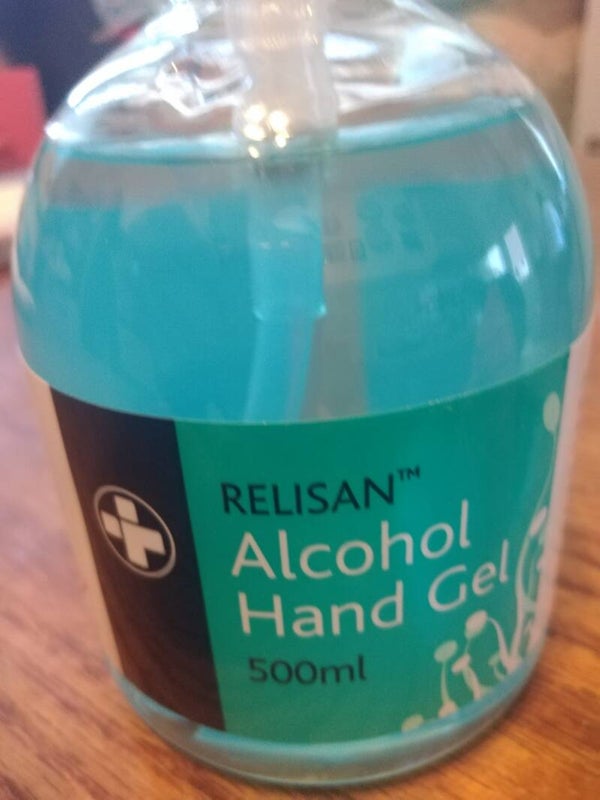 RELISAN™
Alcohol
Hand Gel
500ml